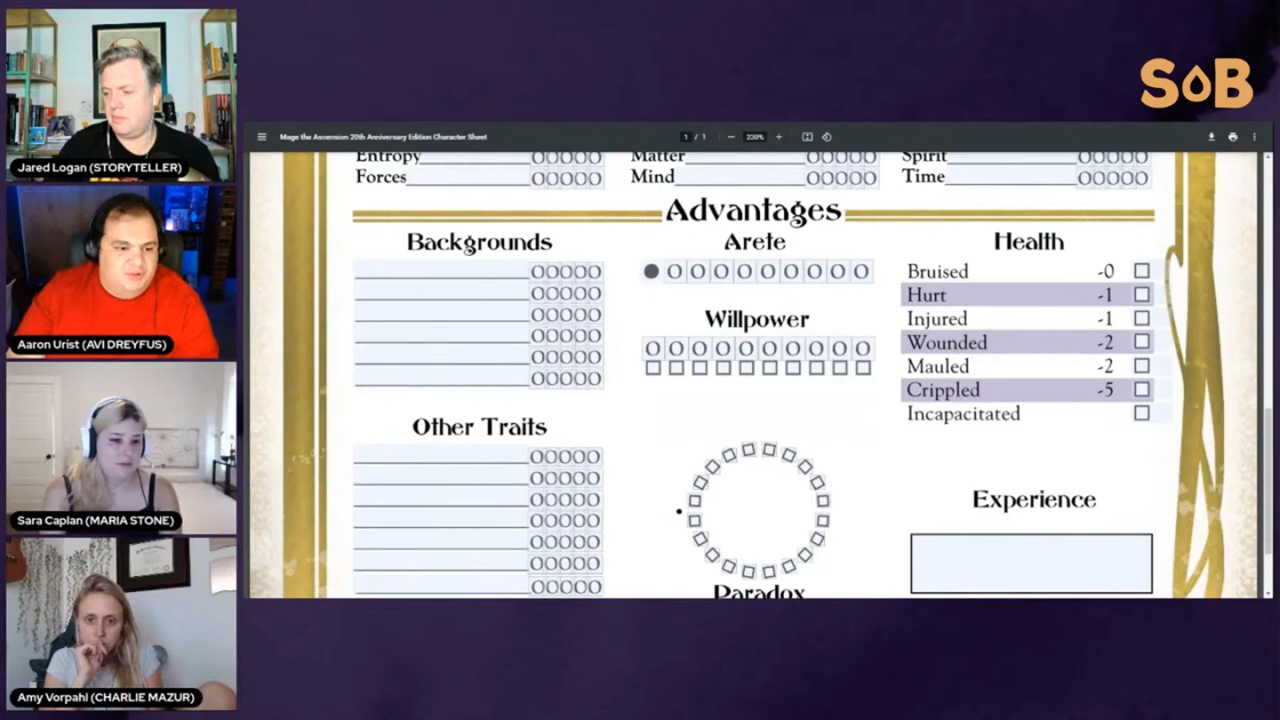 SOB
Jared Logan (STORYTELLER)
Aaron Urist (AVI DREYFUS)
Sara Caplan (MARIA STONE)
Amy Vorpahl (CHARLIE MAZUR)
Mage the Ascension 20th Anniversary Edition Character Sheet
1 / 1
230%
Entropy Matter Spirit
Forces Mind Time
Advantages
Backgrounds
Arete
Willpower
Health
Bruised -0
Hurt -1
Injured -1
Wounded -2
Mauled -2
Crippled -5
Incapacitated
Other Traits
Paradox
Experience